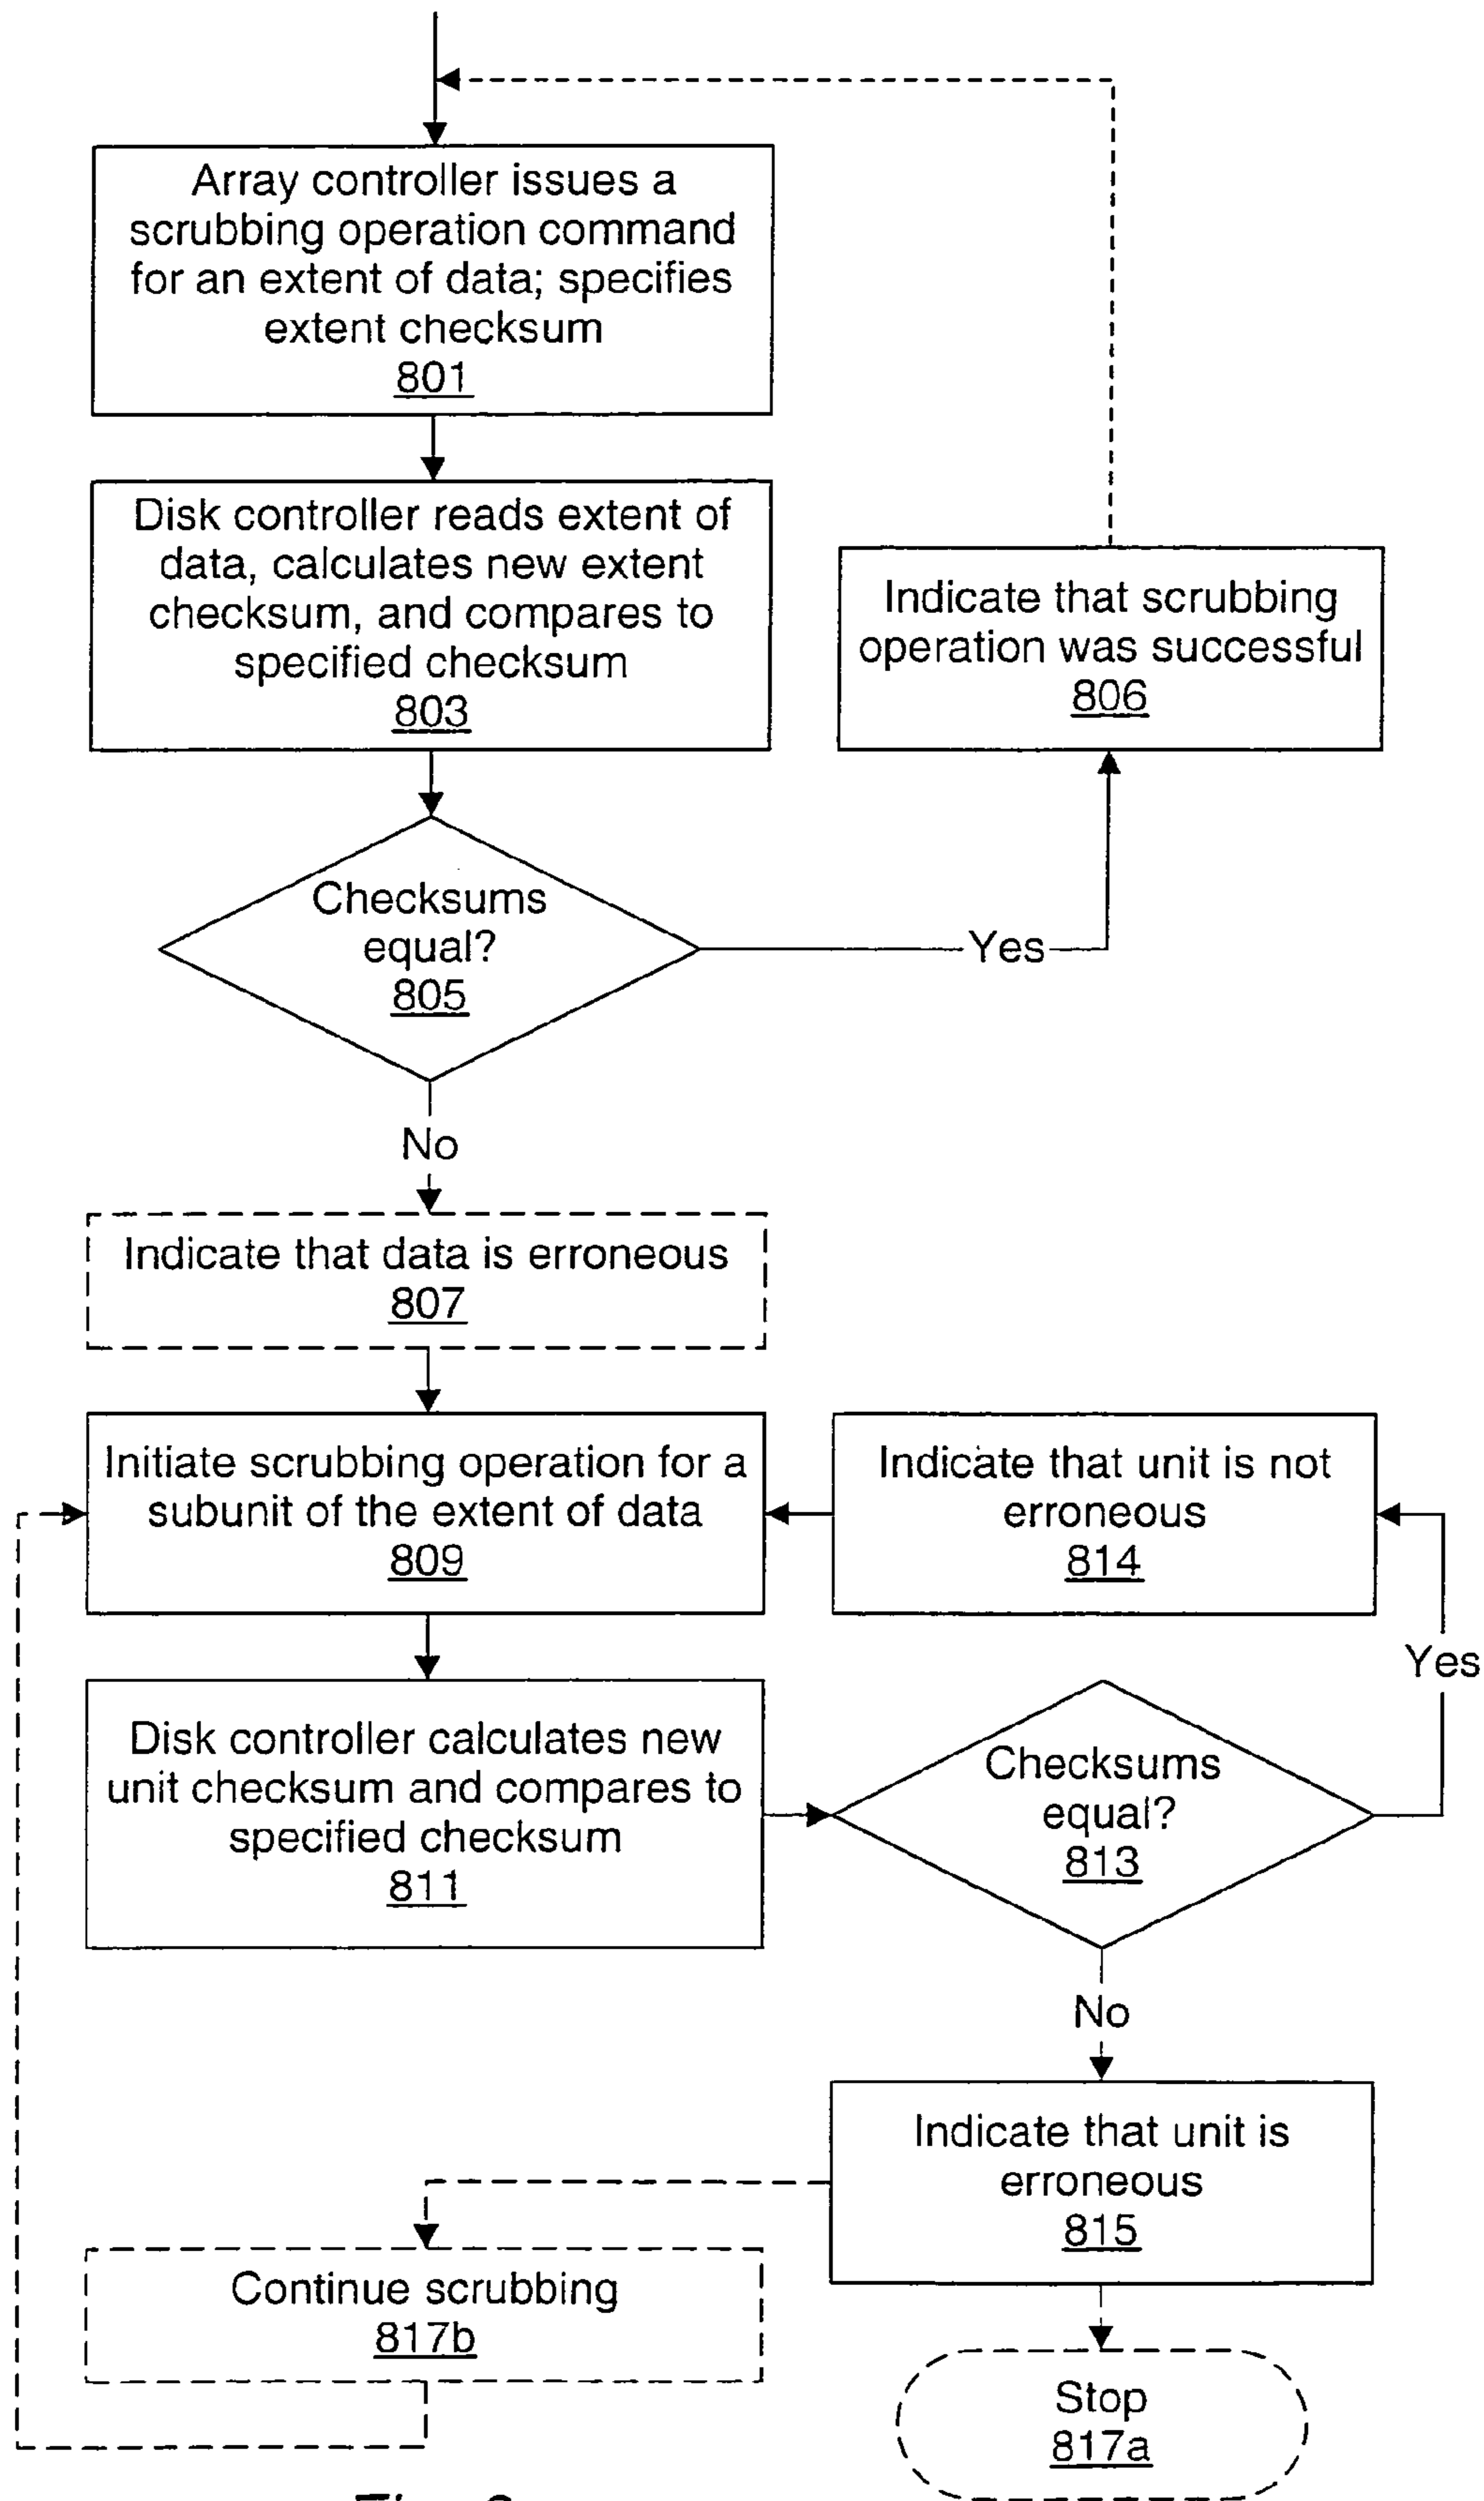 Array controller issues a
scrubbing operation command
for an extent of data; specifies
extent checksum
801
Disk controller reads extent of
data, calculates new extent
checksum, and compares to
specified checksum
803
Indicate that scrubbing
operation was successful
806
Checksums
equal?
805
Yes
No
Indicate that data is erroneous
807
Initiate scrubbing operation for a
subunit of the extent of data
809
Indicate that unit is not
erroneous
814
Yes
Disk controller calculates new
unit checksum and compares to
specified checksum
811
Checksums
equal?
813
No
Indicate that unit is
erroneous
815
Continue scrubbing
817b
Stop
817a